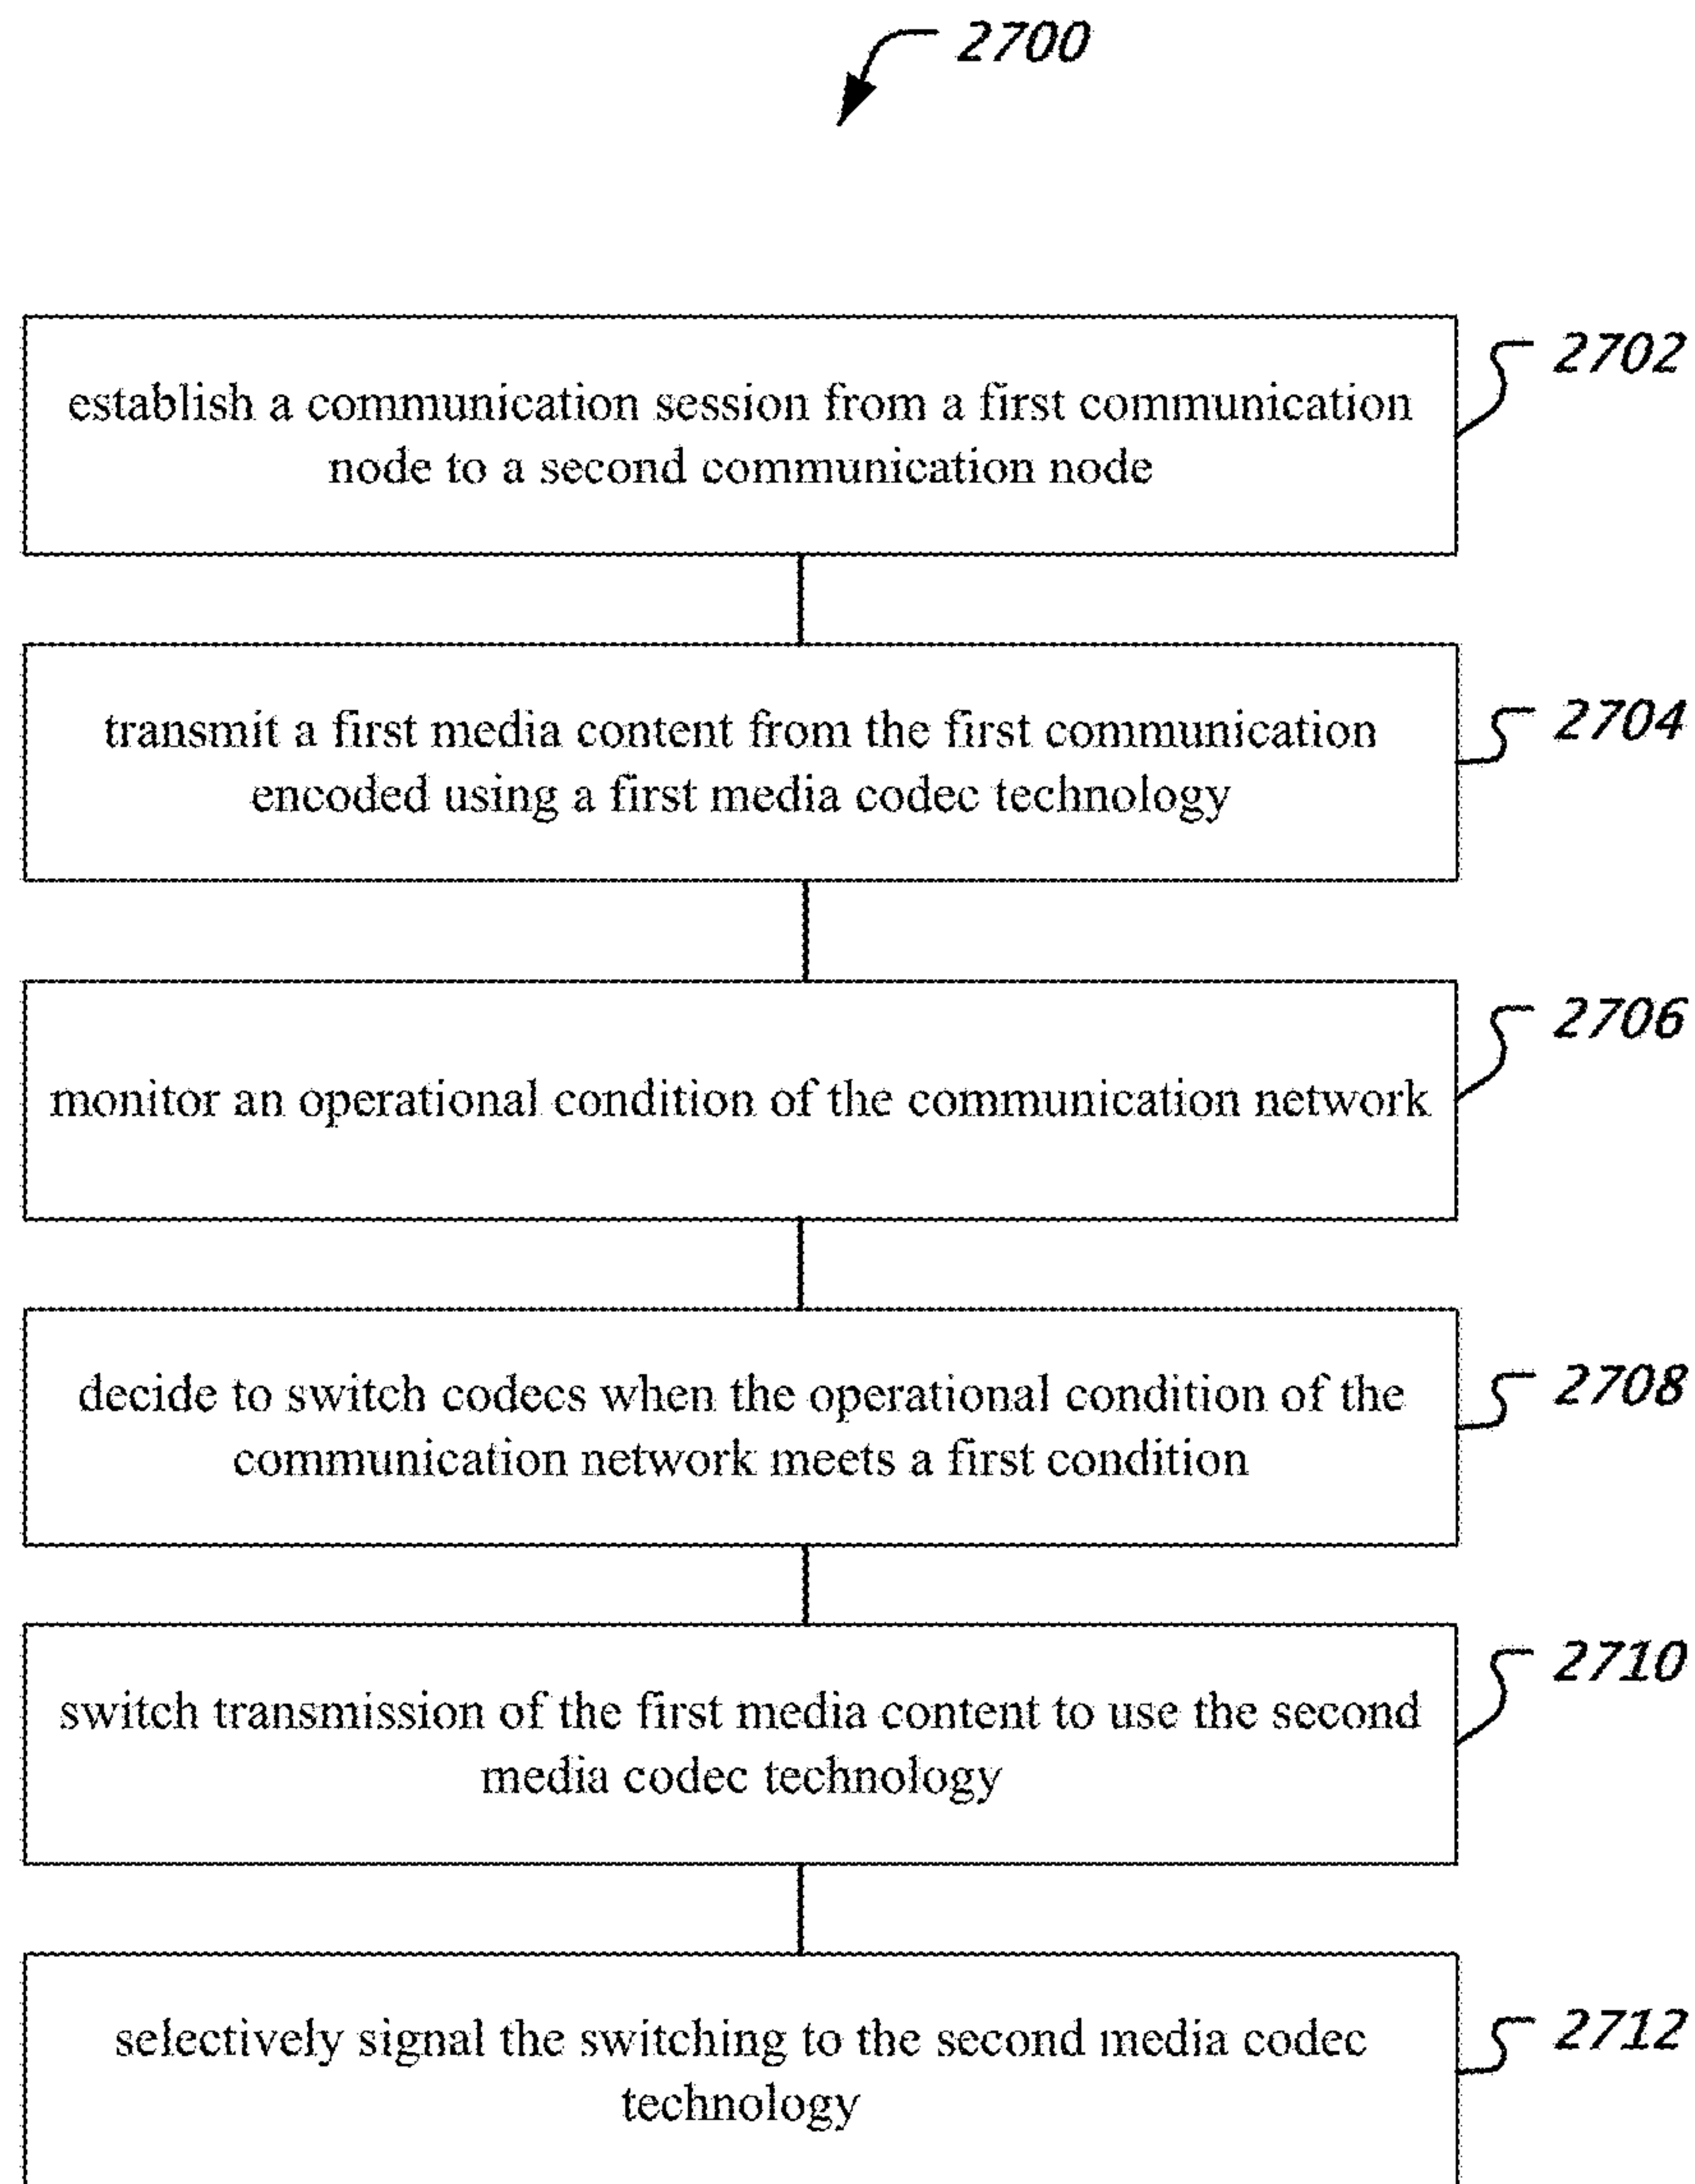 2700
establish a communication session from a first communication
node to a second communication node
2702
transmit a first media content from the first communication
encoded using a first media codec technology
2704
monitor an operational condition of the communication network
2706
decide to switch codecs when the operational condition of the
communication network meets a first condition
2708
switch transmission of the first media content to use the second
media codec technology
2710
selectively signal the switching to the second media codec
technology
2712